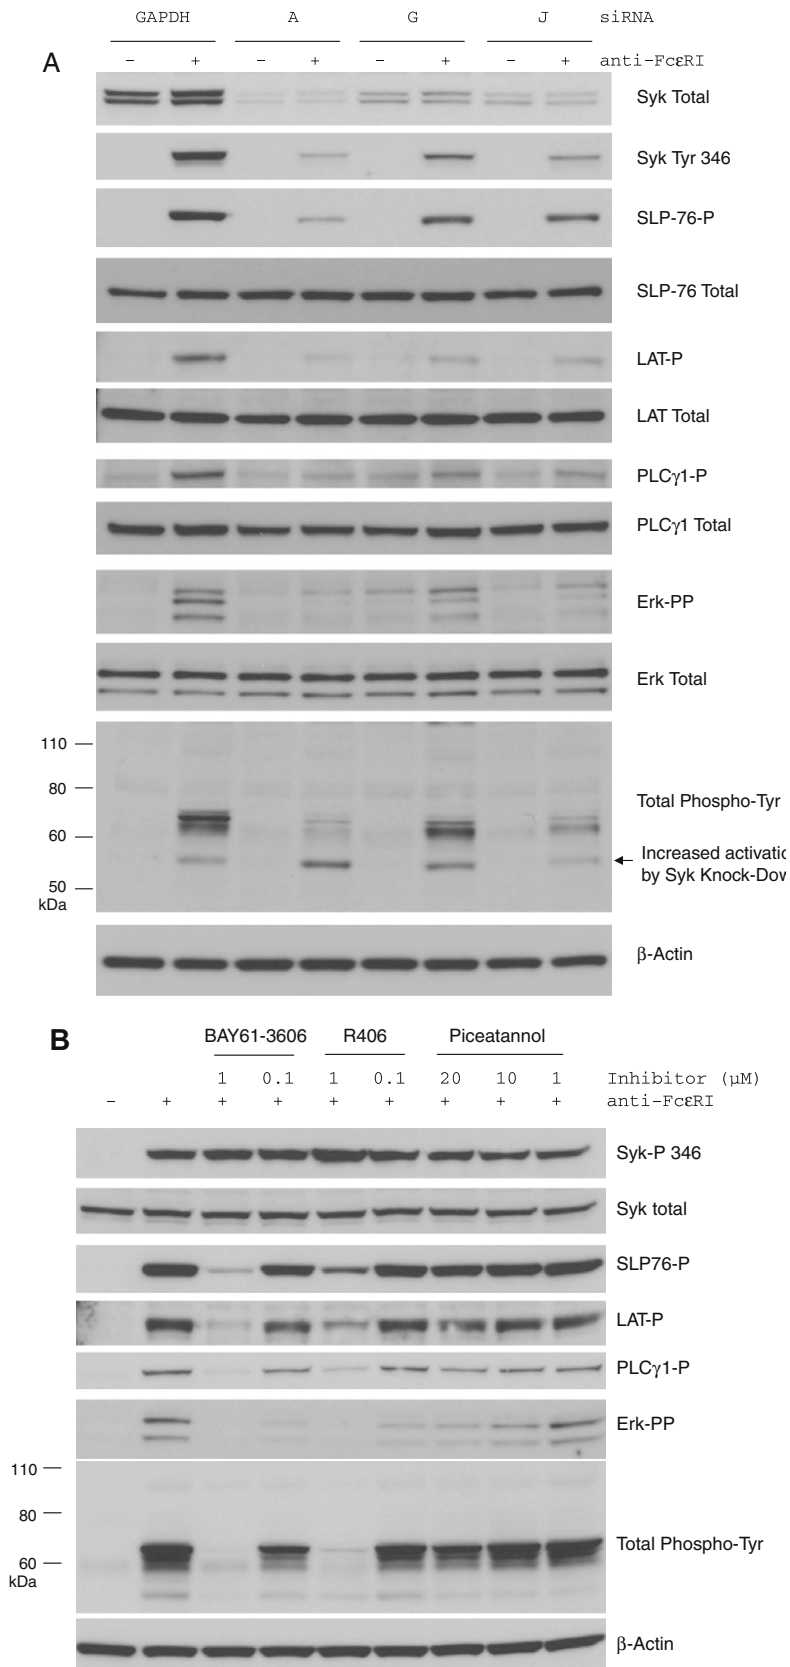 GAPDH A G J siRNA
A - + - + - + - + anti-FcεRI
Syk Total
Syk Tyr 346
SLP-76-P
SLP-76 Total
LAT-P
LAT Total
PLCγ1-P
PLCγ1 Total
Erk-PP
Erk Total
110
80
Total Phospho-Tyr
60
Increased activatio
by Syk Knock-Dow
50
kDa
β-Actin
B BAY61-3606 R406 Piceatannol
1 0.1 1 0.1 20 10 1 Inhibitor (µM)
- + + + + + + + + anti-FcεRI
Syk-P 346
Syk total
SLP76-P
LAT-P
PLCγ1-P
Erk-PP
110
80
Total Phospho-Tyr
60
kDa
β-Actin